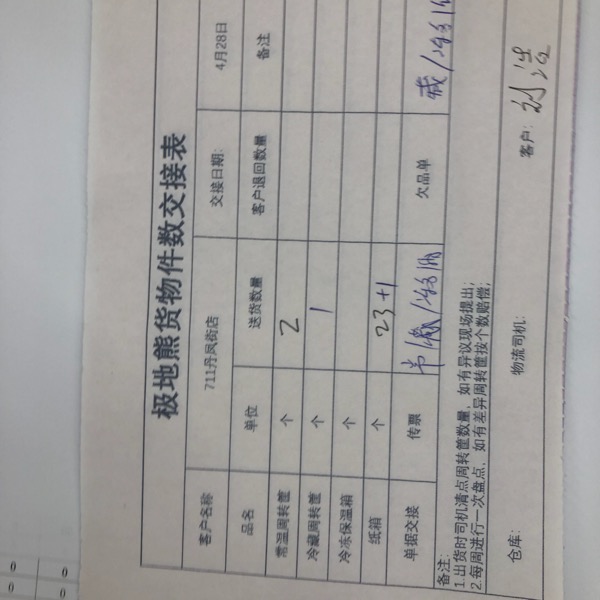 极地熊货物件数交接表
客户名称 711丹凤街店 交接日期: 4月28日
品名 单位 送货数量 客户退回数量 备注
常温周转筐 个 2
冷藏周转筐 个 1
冷冻保温箱 个
纸箱 个 23+1
单据交接 传票 欠品单
备注:
1.出货时司机清点周转筐数量,如有异议现场提出;
2.每周进行一次盘点,如有差异周转筐按个数赔偿;
仓库: 物流司机: 客户:
0 0
0 0